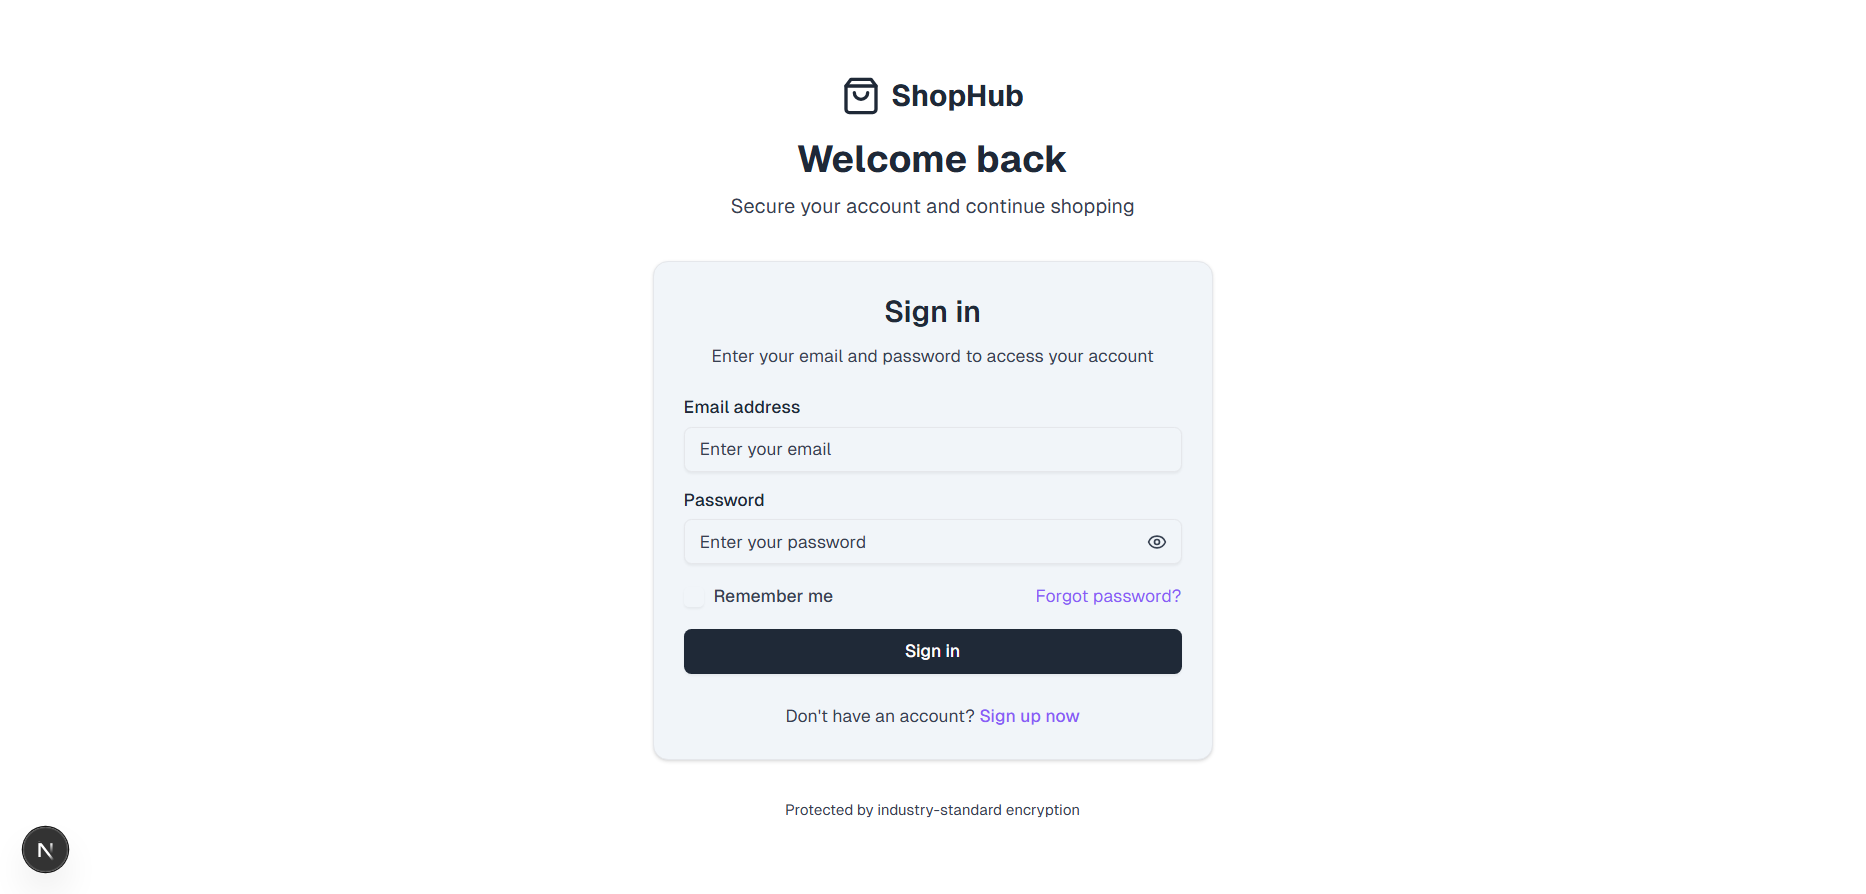 ShopHub
Welcome back
Secure your account and continue shopping
Sign in
Enter your email and password to access your account
Email address
Enter your email
Password
Enter your password
Remember me
Forgot password?
Sign in
Don't have an account? Sign up now
Protected by industry-standard encryption
N